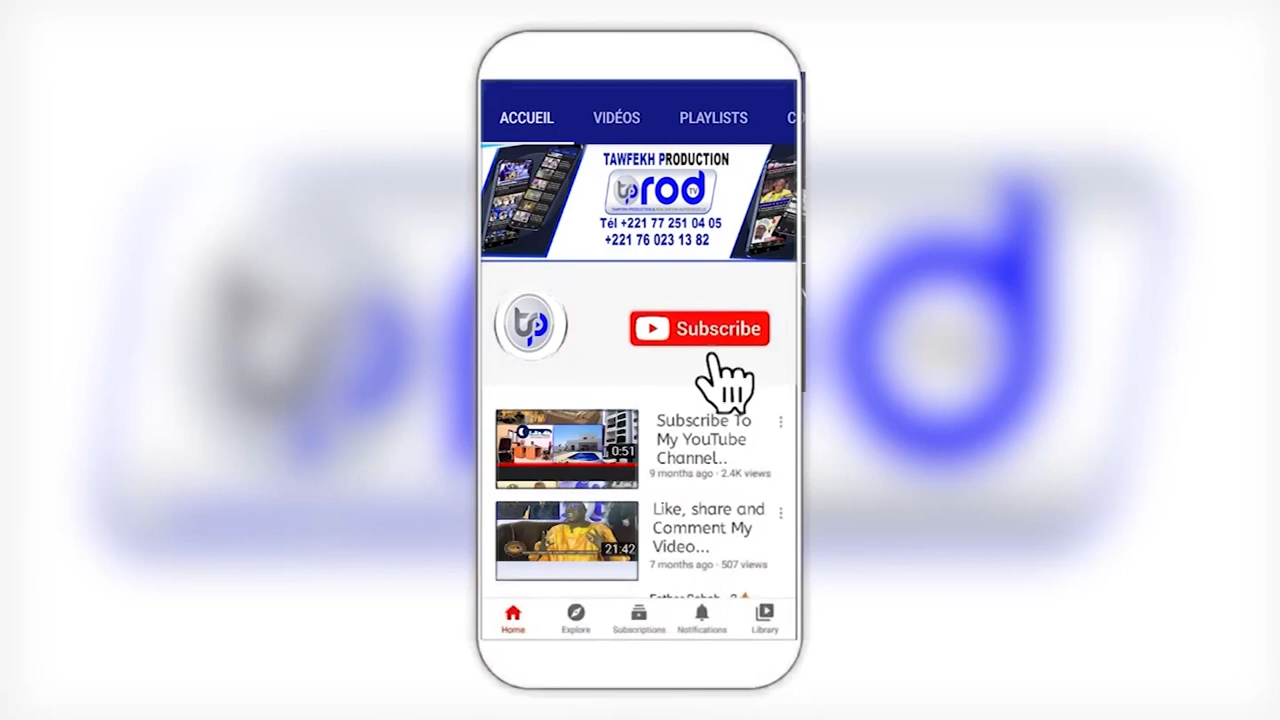 ACCUEIL VIDÉOS PLAYLISTS
TAWFEKH PRODUCTION
tprod TV
Tél +221 77 251 04 05
+221 76 023 13 82
tp
Subscribe
0:51
Subscribe To
My YouTube
Channel..
9 months ago · 2.4K views
21:42
Like, share and
Comment My
Video...
7 months ago · 507 views
Home Explore Subscriptions Notifications Library